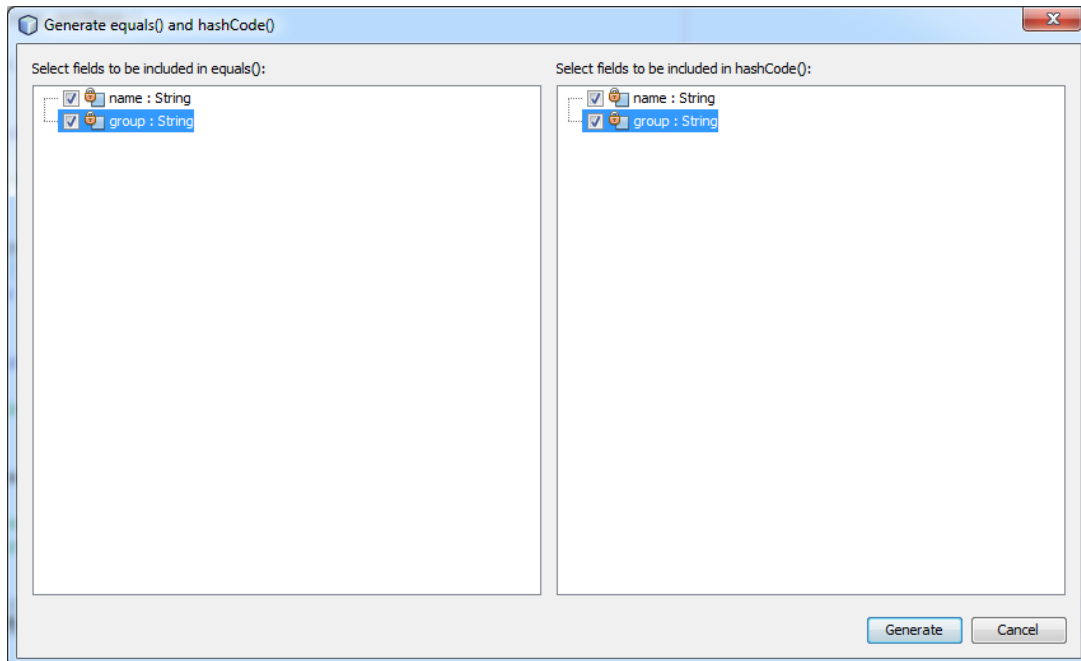 Generate equals() and hashCode()
Select fields to be included in equals():
name : String
group : String
Select fields to be included in hashCode():
name : String
group : String
Generate
Cancel